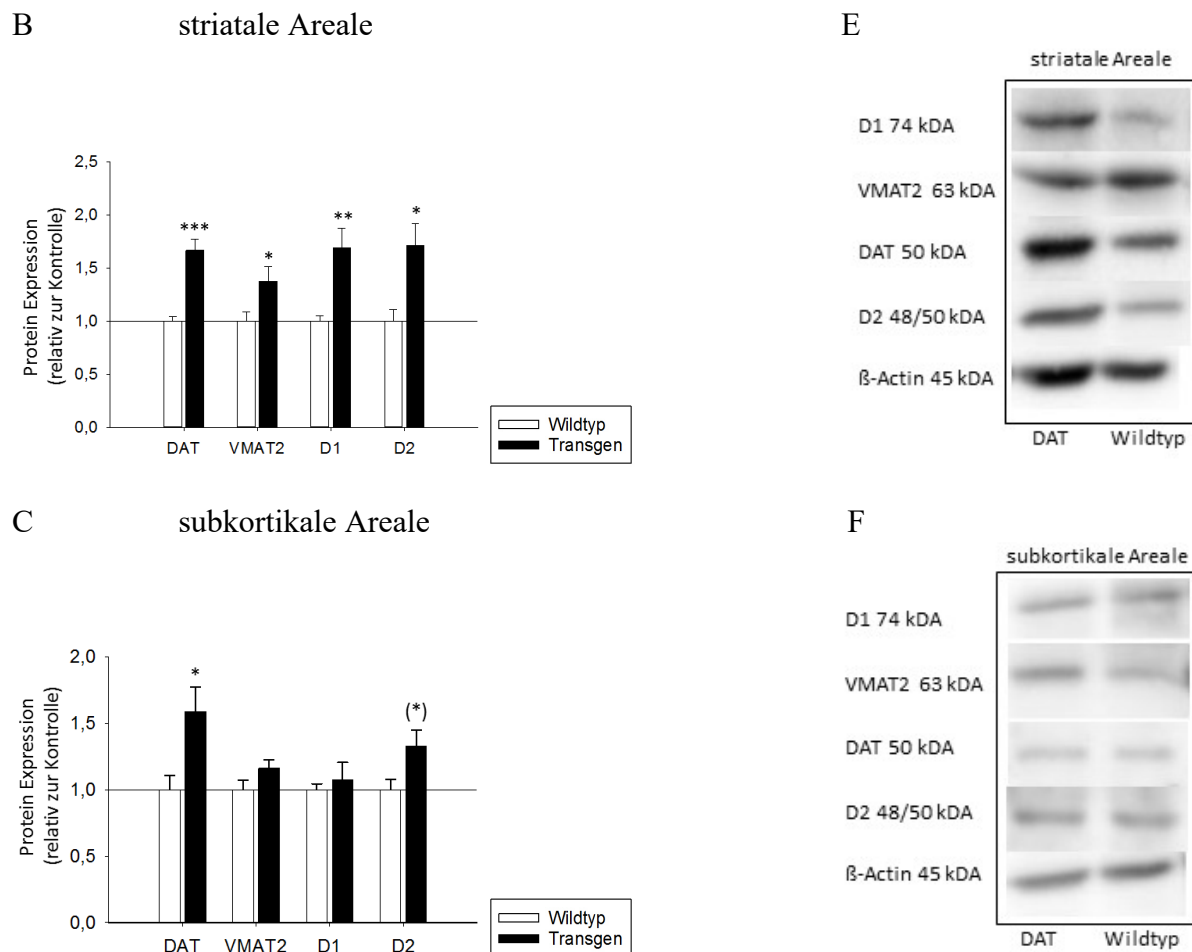 B striatale Areale
Protein Expression
(relativ zur Kontrolle)
2,5
2,0
1,5
1,0
0,5
0,0
***
*
**
*
DAT VMAT2 D1 D2
Wildtyp
Transgen
E
striatale Areale
D1 74 kDA
VMAT2 63 kDA
DAT 50 kDA
D2 48/50 kDA
ß-Actin 45 kDA
DAT Wildtyp
C subkortikale Areale
Protein Expression
(relativ zur Kontrolle)
2,0
1,5
1,0
0,5
0,0
*
(*)
DAT VMAT2 D1 D2
Wildtyp
Transgen
F
subkortikale Areale
D1 74 kDA
VMAT2 63 kDA
DAT 50 kDA
D2 48/50 kDA
ß-Actin 45 kDA
DAT Wildtyp